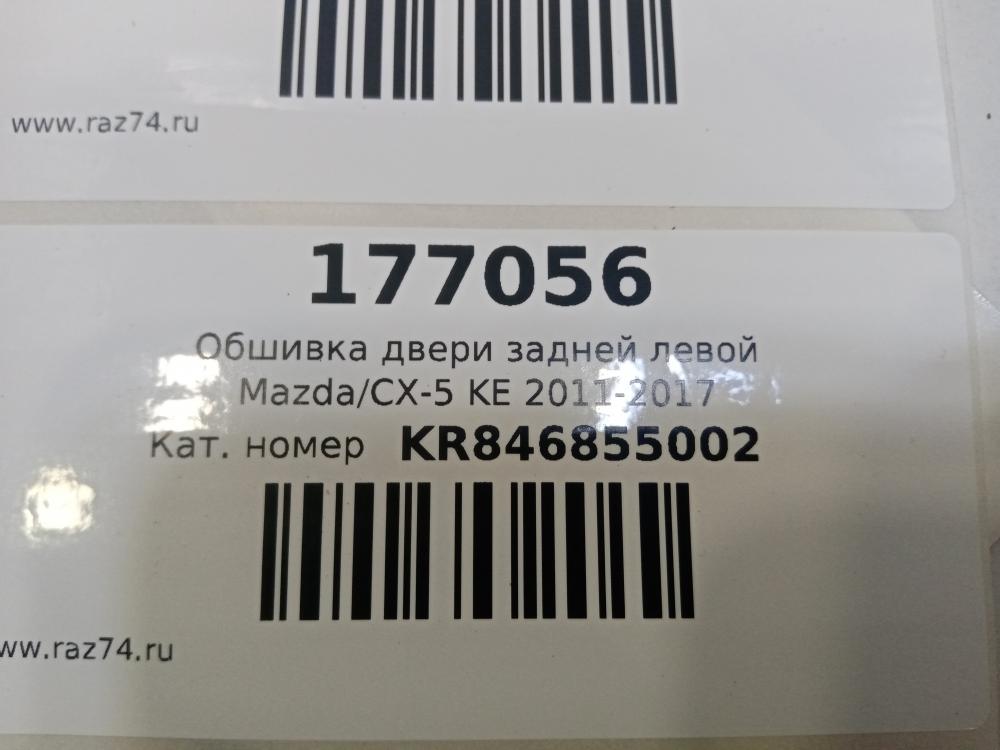 www.raz74.ru
177056
Обшивка двери задней левой
Mazda/CX-5 KE 2011-2017
Кат. номер KR846855002
ww.raz74.ru